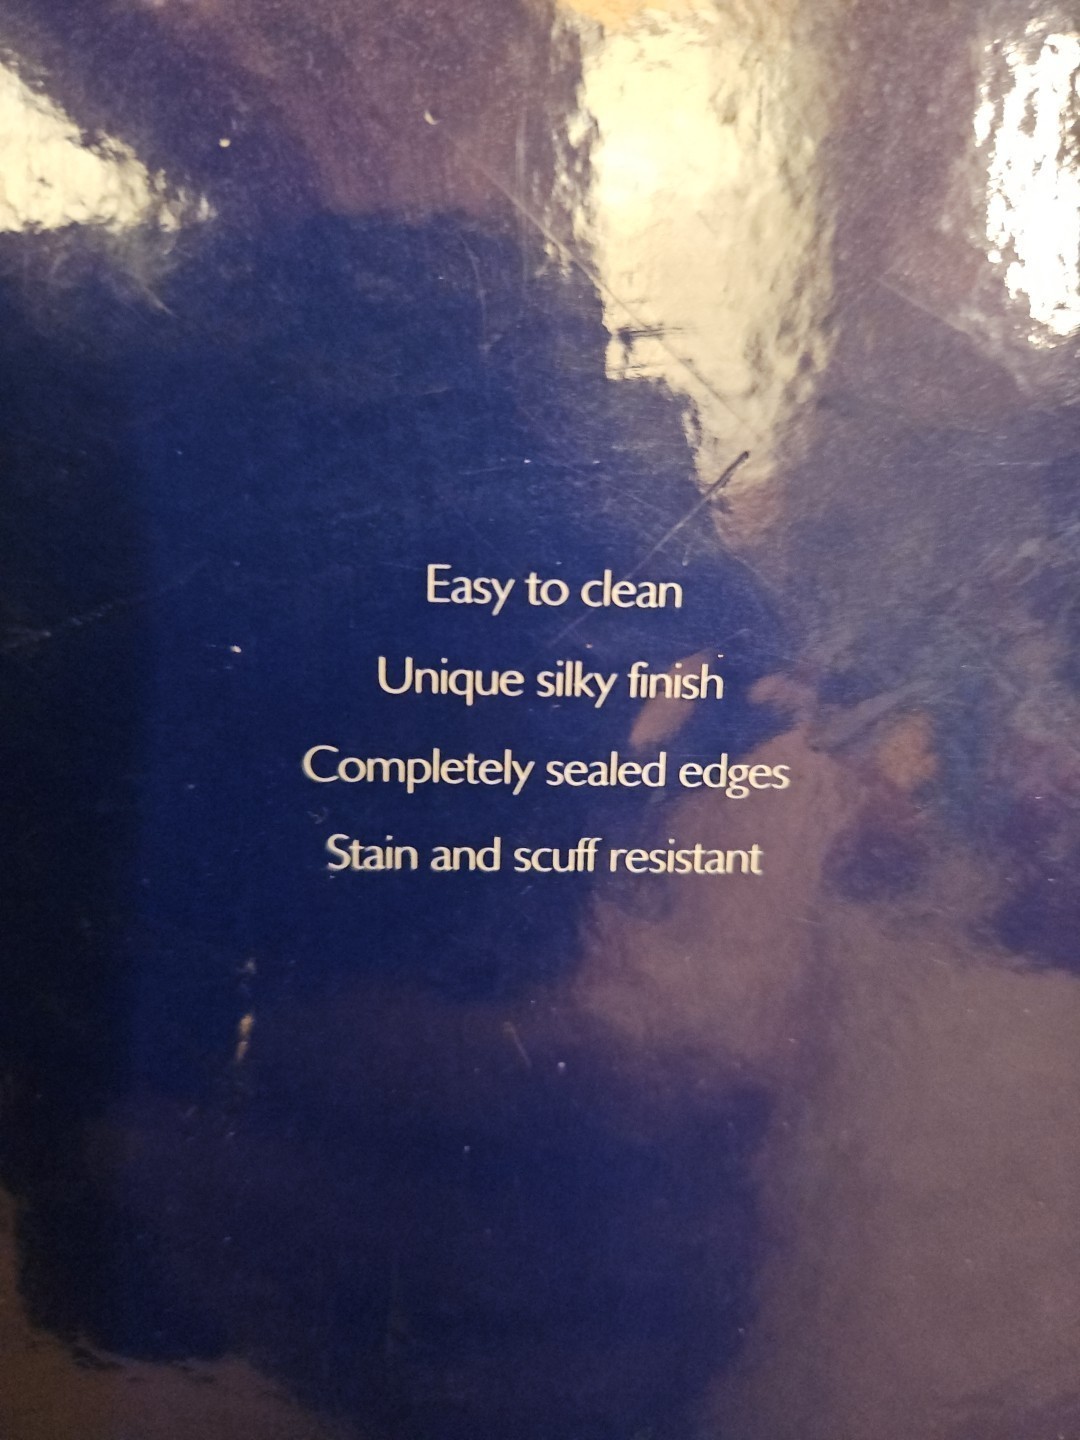 Easy to clean
Unique silky finish
Completely sealed edges
Stain and scuff resistant